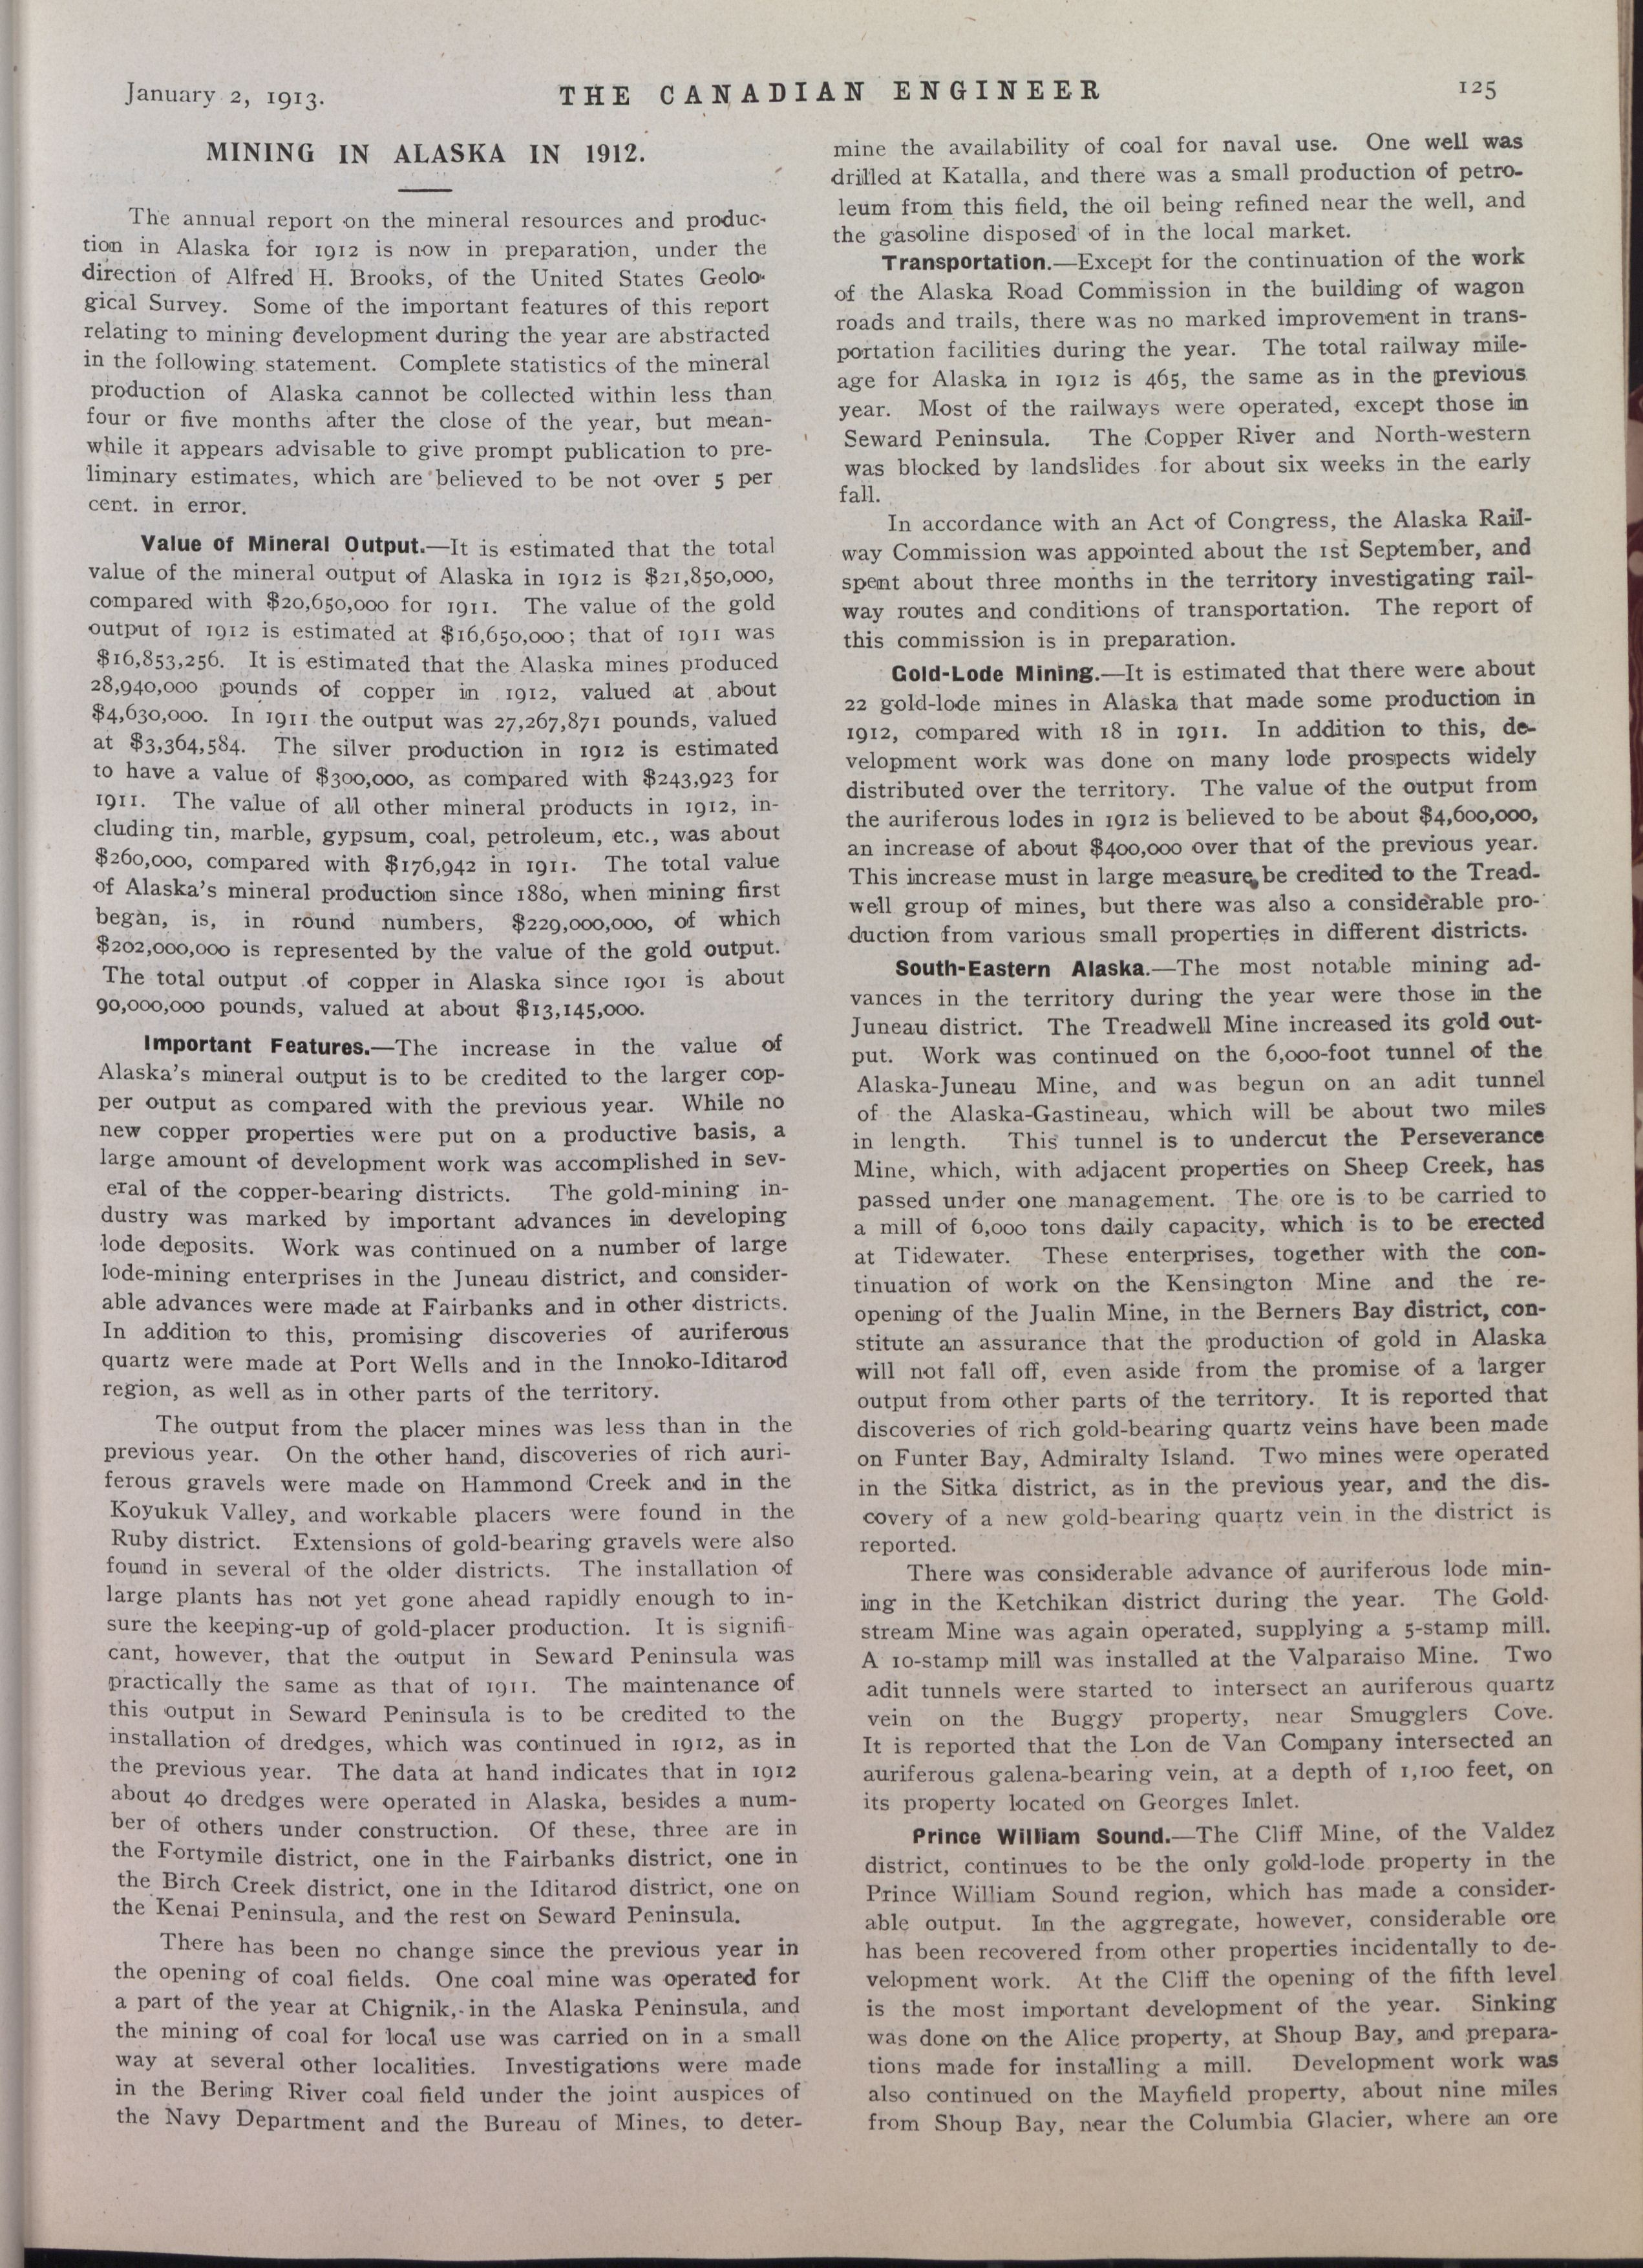 January 2, 1913.
THE CANADIAN ENGINEER
125
MINING IN ALASKA IN 1912.
The annual report on the mineral resources and produc-
tion in Alaska for 1912 is now in preparation, under the
direction of Alfred H. Brooks, of the United States Geolo-
gical Survey. Some of the important features of this report
relating to mining development during the year are abstracted
in the following statement. Complete statistics of the mineral
production of Alaska cannot be collected within less than
four or five months after the close of the year, but mean-
while it appears advisable to give prompt publication to pre-
liminary estimates, which are believed to be not over 5 per
cent. in error.
Value of Mineral Output.—It is estimated that the total
value of the mineral output of Alaska in 1912 is $21,850,000,
compared with $20,650,000 for 1911. The value of the gold
output of 1912 is estimated at $16,650,000; that of 1911 was
$16,853,256. It is estimated that the Alaska mines produced
28,940,000 pounds of copper in 1912, valued at about
$4,630,000. In 1911 the output was 27,267,871 pounds, valued
at $3,364,584. The silver production in 1912 is estimated
to have a value of $300,000, as compared with $243,923 for
1911. The value of all other mineral products in 1912, in-
cluding tin, marble, gypsum, coal, petroleum, etc., was about
$260,000, compared with $176,942 in 1911. The total value
of Alaska's mineral production since 1880, when mining first
began, is, in round numbers, $229,000,000, of which
$202,000,000 is represented by the value of the gold output.
The total output of copper in Alaska since 1901 is about
90,000,000 pounds, valued at about $13,145,000.
Important Features.—The increase in the value of
Alaska's mineral output is to be credited to the larger cop-
per output as compared with the previous year. While no
new copper properties were put on a productive basis, a
large amount of development work was accomplished in sev-
eral of the copper-bearing districts. The gold-mining in-
dustry was marked by important advances in developing
lode deposits. Work was continued on a number of large
lode-mining enterprises in the Juneau district, and consider-
able advances were made at Fairbanks and in other districts.
In addition to this, promising discoveries of auriferous
quartz were made at Port Wells and in the Innoko-Iditarod
region, as well as in other parts of the territory.
The output from the placer mines was less than in the
previous year. On the other hand, discoveries of rich auri-
ferous gravels were made on Hammond Creek and in the
Koyukuk Valley, and workable placers were found in the
Ruby district. Extensions of gold-bearing gravels were also
found in several of the older districts. The installation of
large plants has not yet gone ahead rapidly enough to in-
sure the keeping-up of gold-placer production. It is signifi-
cant, however, that the output in Seward Peninsula was
practically the same as that of 1911. The maintenance of
this output in Seward Peninsula is to be credited to the
installation of dredges, which was continued in 1912, as in
the previous year. The data at hand indicates that in 1912
about 40 dredges were operated in Alaska, besides a num-
ber of others under construction. Of these, three are in
the Fortymile district, one in the Fairbanks district, one in
the Birch Creek district, one in the Iditarod district, one on
the Kenai Peninsula, and the rest on Seward Peninsula.
There has been no change since the previous year in
the opening of coal fields. One coal mine was operated for
a part of the year at Chignik, in the Alaska Peninsula, and
the mining of coal for local use was carried on in a small
way at several other localities. Investigations were made
in the Bering River coal field under the joint auspices of
the Navy Department and the Bureau of Mines, to deter-
mine the availability of coal for naval use. One well was
drilled at Katalla, and there was a small production of petro-
leum from this field, the oil being refined near the well, and
the gasoline disposed of in the local market.
Transportation.—Except for the continuation of the work
of the Alaska Road Commission in the building of wagon
roads and trails, there was no marked improvement in trans-
portation facilities during the year. The total railway mile-
age for Alaska in 1912 is 465, the same as in the previous
year. Most of the railways were operated, except those in
Seward Peninsula. The Copper River and North-western
was blocked by landslides for about six weeks in the early
fall.
In accordance with an Act of Congress, the Alaska Rail-
way Commission was appointed about the 1st September, and
spent about three months in the territory investigating rail-
way routes and conditions of transportation. The report of
this commission is in preparation.
Gold-Lode Mining.—It is estimated that there were about
22 gold-lode mines in Alaska that made some production in
1912, compared with 18 in 1911. In addition to this, de-
velopment work was done on many lode prospects widely
distributed over the territory. The value of the output from
the auriferous lodes in 1912 is believed to be about $4,600,000,
an increase of about $400,000 over that of the previous year.
This increase must in large measure be credited to the Tread-
well group of mines, but there was also a considerable pro-
duction from various small properties in different districts.
South-Eastern Alaska.—The most notable mining ad-
vances in the territory during the year were those in the
Juneau district. The Treadwell Mine increased its gold out-
put. Work was continued on the 6,000-foot tunnel of the
Alaska-Juneau Mine, and was begun on an adit tunnel
of the Alaska-Gastineau, which will be about two miles
in length. This tunnel is to undercut the Perseverance
Mine, which, with adjacent properties on Sheep Creek, has
passed under one management. The ore is to be carried to
a mill of 6,000 tons daily capacity, which is to be erected
at Tidewater. These enterprises, together with the con-
tinuation of work on the Kensington Mine and the re-
opening of the Jualin Mine, in the Berners Bay district, con-
stitute an assurance that the production of gold in Alaska
will not fall off, even aside from the promise of a larger
output from other parts of the territory. It is reported that
discoveries of rich gold-bearing quartz veins have been made
on Funter Bay, Admiralty Island. Two mines were operated
in the Sitka district, as in the previous year, and the dis-
covery of a new gold-bearing quartz vein in the district is
reported.
There was considerable advance of auriferous lode min-
ing in the Ketchikan district during the year. The Gold-
stream Mine was again operated, supplying a 5-stamp mill.
A 10-stamp mill was installed at the Valparaiso Mine. Two
adit tunnels were started to intersect an auriferous quartz
vein on the Buggy property, near Smugglers Cove.
It is reported that the Lon de Van Company intersected an
auriferous galena-bearing vein, at a depth of 1,100 feet, on
its property located on Georges Inlet.
Prince William Sound.—The Cliff Mine, of the Valdez
district, continues to be the only gold-lode property in the
Prince William Sound region, which has made a consider-
able output. In the aggregate, however, considerable ore
has been recovered from other properties incidentally to de-
velopment work. At the Cliff the opening of the fifth level
is the most important development of the year. Sinking
was done on the Alice property, at Shoup Bay, and prepara-
tions made for installing a mill. Development work was
also continued on the Mayfield property, about nine miles
from Shoup Bay, near the Columbia Glacier, where an ore